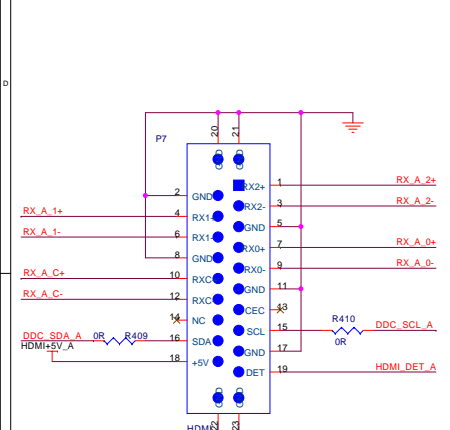 D
P7
20
21
2
GND
RX2+
1
RX_A_2+
RX2-
3
RX_A_2-
RX_A_1+
4
RX1+
GND
5
RX_A_1-
6
RX1-
RX0+
7
RX_A_0+
8
GND
RX0-
9
RX_A_0-
RX_A_C+
10
RXC
GND
11
RX_A_C-
12
RXC
CEC
13
14
NC
SCL
15
R410
0R
DDC_SCL_A
DDC_SDA_A
0R
R409
16
SDA
HDMI+5V_A
GND
17
18
+5V
DET
19
HDMI_DET_A
HDMI
22
23